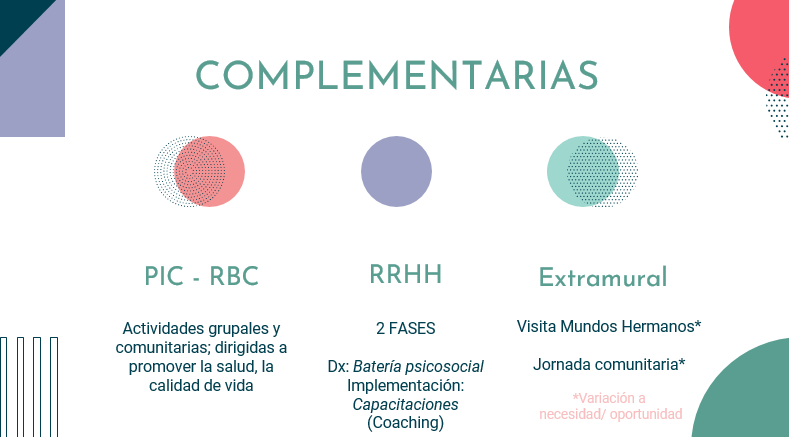 COMPLEMENTARIAS
PIC - RBC
Actividades grupales y
comunitarias; dirigidas a
promover la salud, la
calidad de vida
RRHH
2 FASES
Dx: Batería psicosocial
Implementación:
Capacitaciones
(Coaching)
Extramural
Visita Mundos Hermanos*
Jornada comunitaria*
*Variación a
necesidad/ oportunidad